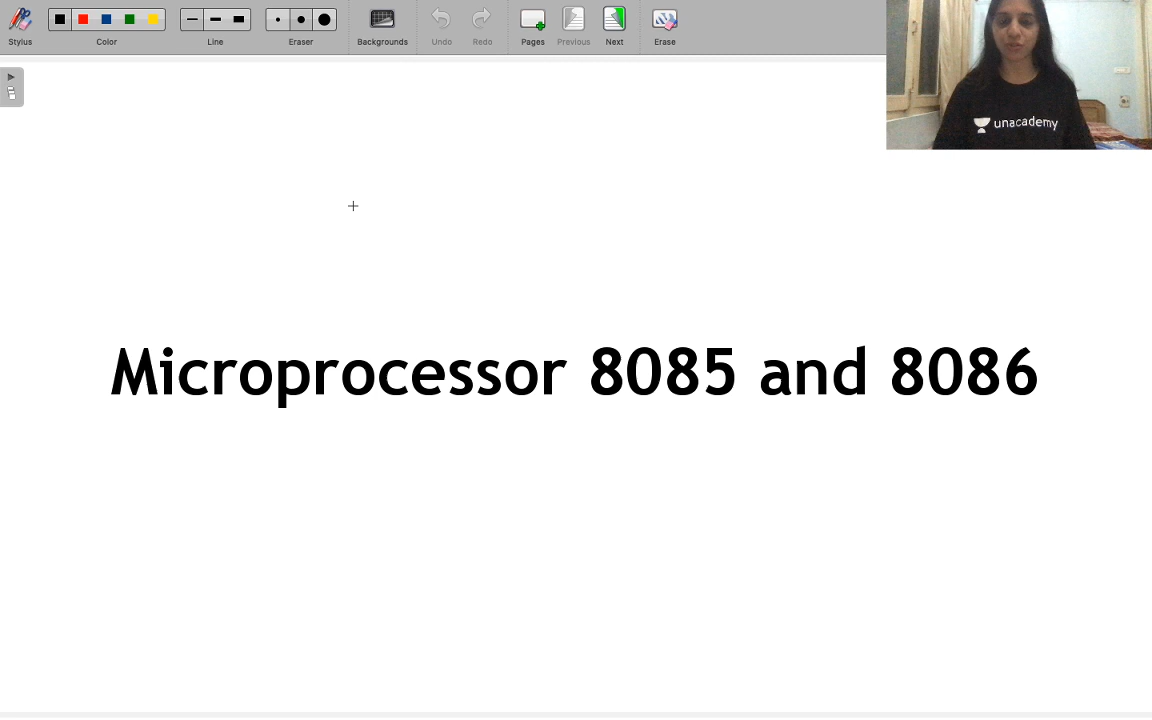 Stylus
Color
Line
Eraser
Backgrounds
Undo
Redo
Pages
Previous
Next
Erase
unacademy
Microprocessor 8085 and 8086